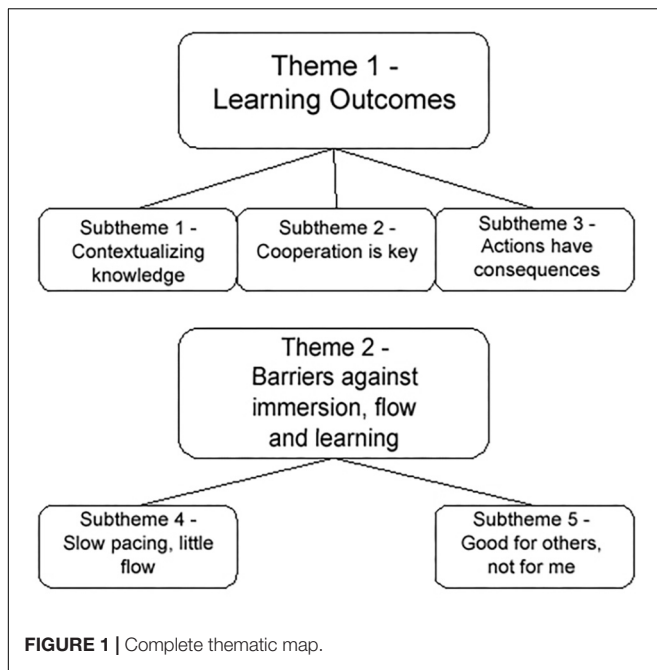 Theme 1 -
Learning Outcomes
Subtheme 1 -
Contextualizing
knowledge
Subtheme 2 -
Cooperation is key
Subtheme 3 -
Actions have
consequences
Theme 2 -
Barriers against
immersion, flow
and learning
Subtheme 4 -
Slow pacing, little
flow
Subtheme 5 -
Good for others,
not for me
FIGURE 1 | Complete thematic map.